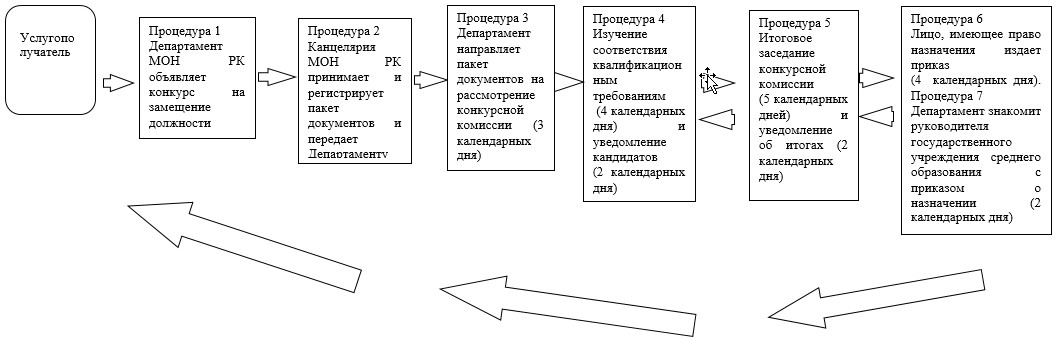 Услугопо
лучатель
Процедура 1
Департамент
МОН РК
объявляет
конкурс на
замещение
должности
Процедура 2
Канцелярия
МОН РК
принимает и
регистрирует
пакет
документов и
передает
Департаменту
Процедура 3
Департамент
направляет
пакет
документов на
рассмотрение
конкурсной
комиссии (3
календарных
дня)
Процедура 4
Изучение
соответствия
квалификацион
ным
требованиям
(4 календарных
дня) и
уведомление
кандидатов
(2 календарных
дня)
Процедура 5
Итоговое
заседание
конкурсной
комиссии
(5 календарных
дней) и
уведомление
об итогах (2
календарных
дня)
Процедура 6
Лицо, имеющее право
назначения издает
приказ
(4 календарных дня).
Процедура 7
Департамент знакомит
руководителя
государственного
учреждения среднего
образования с
приказом о
назначении (2
календарных дня)